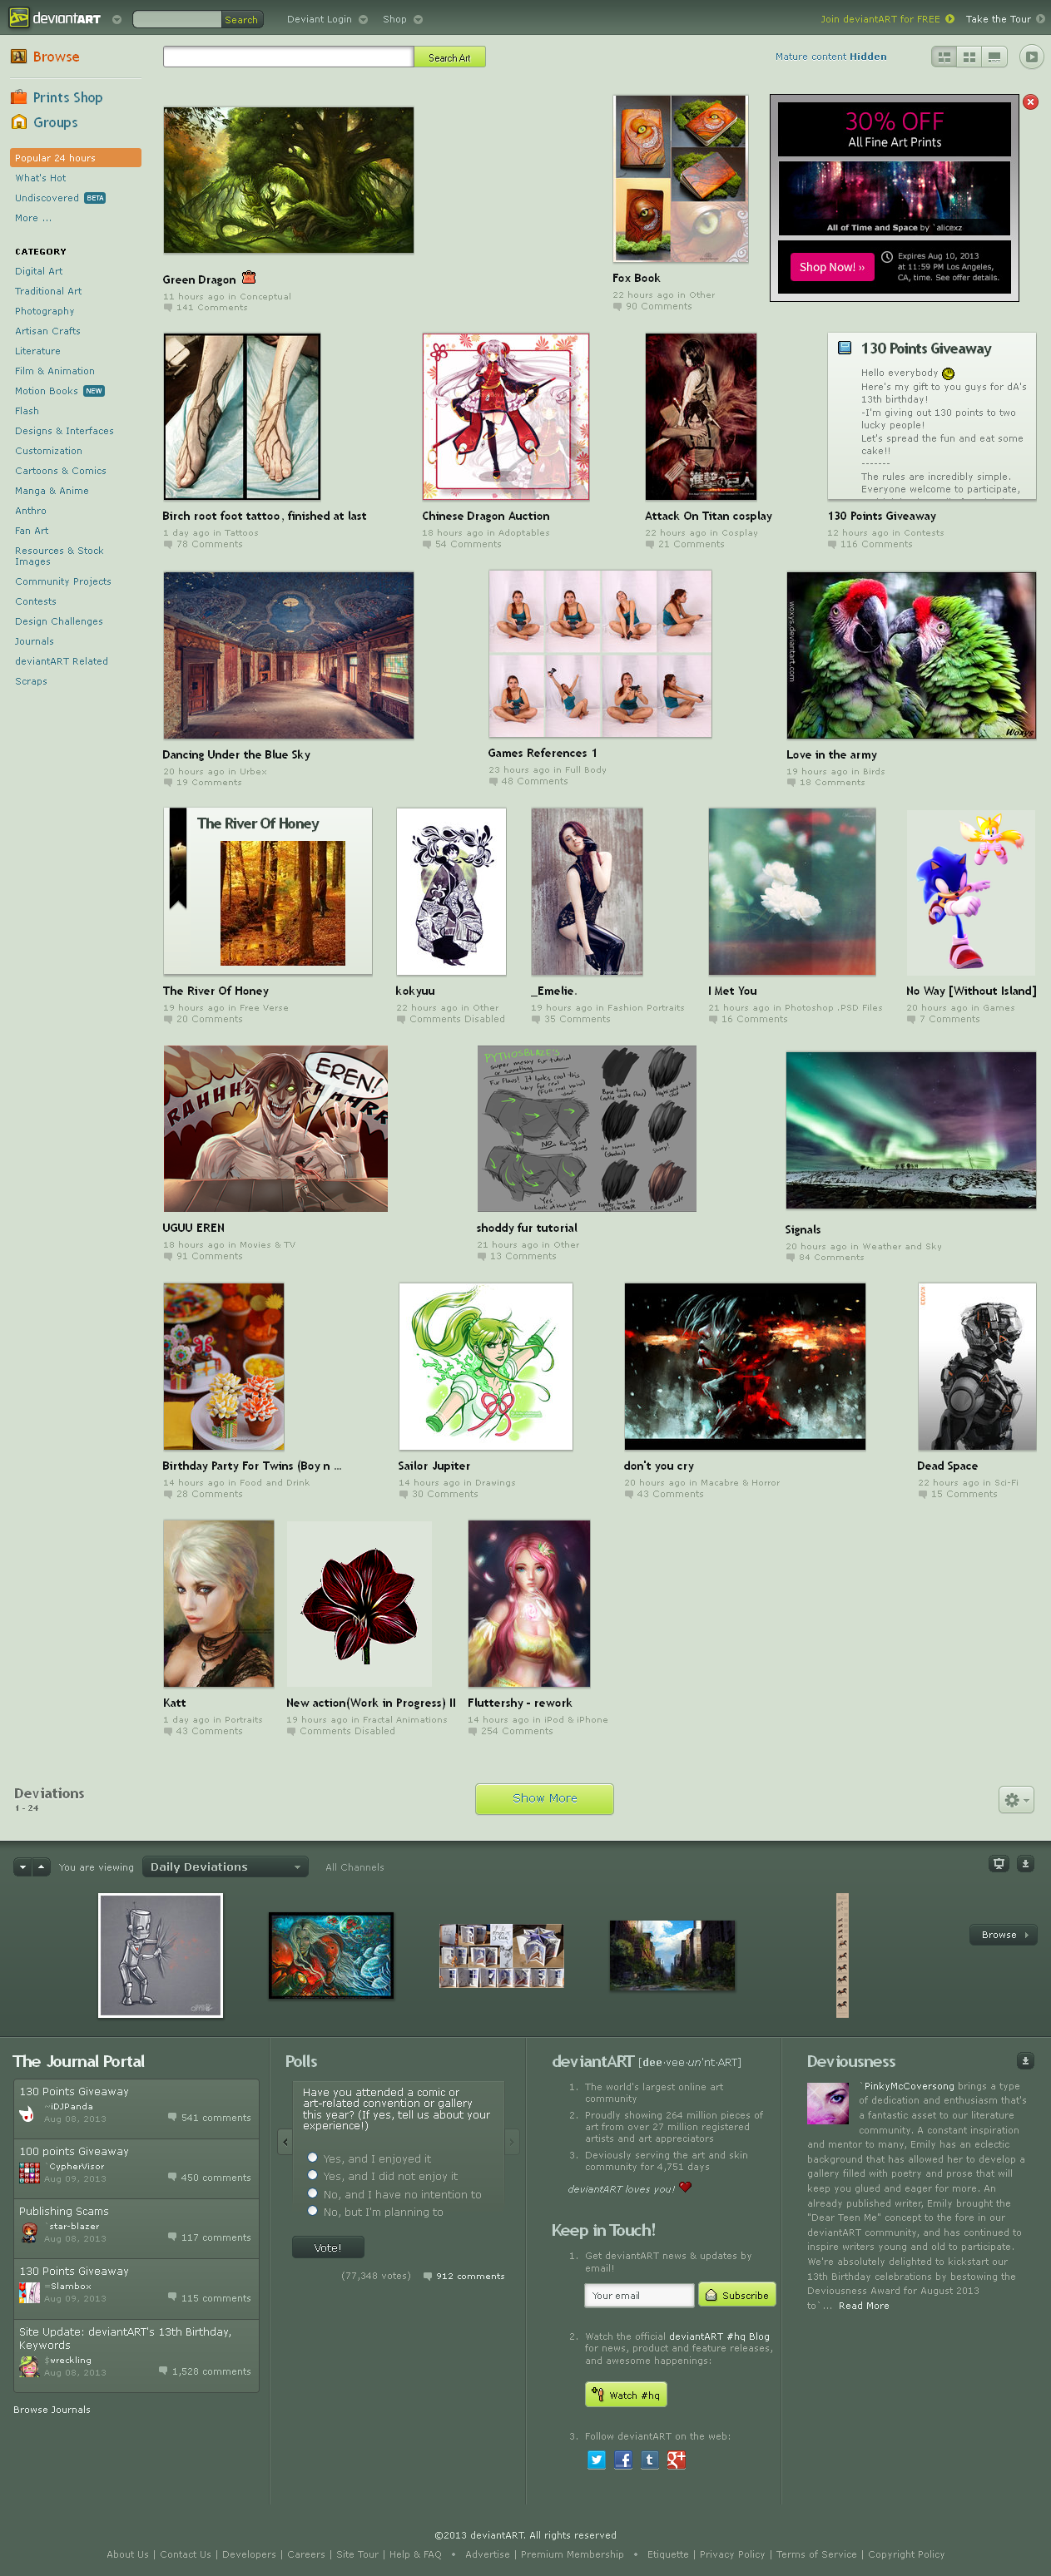 deviantART
Search
Deviant Login
Shop
Join deviantART for FREE
Take the Tour
Browse
Search Art
Mature content Hidden
Prints Shop
Groups
Popular 24 hours
What's Hot
Undiscovered BETA
More ...
CATEGORY
Digital Art
Traditional Art
Photography
Artisan Crafts
Literature
Film & Animation
Motion Books NEW
Flash
Designs & Interfaces
Customization
Cartoons & Comics
Manga & Anime
Anthro
Fan Art
Resources & Stock
Images
Community Projects
Contests
Design Challenges
Journals
deviantART Related
Scraps
Green Dragon
11 hours ago in Conceptual
141 Comments
Fox Book
22 hours ago in Other
90 Comments
30% OFF
All Fine Art Prints
All of Time and Space by `alicexz
Shop Now! ››
Expires Aug 10, 2013
at 11:59 PM Los Angeles,
CA, time. See offer details.
Birch root foot tattoo, finished at last
1 day ago in Tattoos
78 Comments
Chinese Dragon Auction
18 hours ago in Adoptables
54 Comments
進撃の巨人
Attack On Titan cosplay
22 hours ago in Cosplay
21 Comments
130 Points Giveaway
Hello everybody
Here's my gift to you guys for dA's
13th birthday!
-I'm giving out 130 points to two
lucky people!
Let's spread the fun and eat some
cake!!
-------
The rules are incredibly simple.
Everyone welcome to participate,
130 Points Giveaway
12 hours ago in Contests
116 Comments
Dancing Under the Blue Sky
20 hours ago in Urbex
19 Comments
Games References 1
23 hours ago in Full Body
48 Comments
woxys.deviantart.com
Woxys
Love in the army
19 hours ago in Birds
18 Comments
The River Of Honey
The River Of Honey
19 hours ago in Free Verse
20 Comments
kokyuu
22 hours ago in Other
Comments Disabled
_Emelie.
19 hours ago in Fashion Portraits
35 Comments
I Met You
21 hours ago in Photoshop .PSD Files
16 Comments
No Way [Without Island]
20 hours ago in Games
7 Comments
EREN!
UGUU EREN
18 hours ago in Movies & TV
91 Comments
shoddy fur tutorial
21 hours ago in Other
13 Comments
Signals
20 hours ago in Weather and Sky
84 Comments
Birthday Party For Twins (Boy n ...
14 hours ago in Food and Drink
28 Comments
Sailor Jupiter
14 hours ago in Drawings
30 Comments
don't you cry
20 hours ago in Macabre & Horror
43 Comments
Dead Space
22 hours ago in Sci-Fi
15 Comments
Katt
1 day ago in Portraits
43 Comments
New action(Work in Progress) II
19 hours ago in Fractal Animations
Comments Disabled
Fluttershy - rework
14 hours ago in iPod & iPhone
254 Comments
Deviations
1 - 24
Show More
You are viewing
Daily Deviations
All Channels
Browse
The Journal Portal
130 Points Giveaway
~iDJPanda
Aug 08, 2013
541 comments
100 points Giveaway
`CypherVisor
Aug 09, 2013
450 comments
Publishing Scams
`star-blazer
Aug 08, 2013
117 comments
130 Points Giveaway
=Slambox
Aug 09, 2013
115 comments
Site Update: deviantART's 13th Birthday,
Keywords
$wreckling
Aug 08, 2013
1,528 comments
Browse Journals
Polls
Have you attended a comic or
art-related convention or gallery
this year? (If yes, tell us about your
experience!)
Yes, and I enjoyed it
Yes, and I did not enjoy it
No, and I have no intention to
No, but I'm planning to
Vote!
(77,348 votes)
912 comments
deviantART [dee·vee·un'nt·ART]
1. The world's largest online art
community
2. Proudly showing 264 million pieces of
art from over 27 million registered
artists and art appreciators
3. Deviously serving the art and skin
community for 4,751 days
deviantART loves you!
Keep in Touch!
1. Get deviantART news & updates by
email!
Your email
Subscribe
2. Watch the official deviantART #hq Blog
for news, product and feature releases,
and awesome happenings:
Watch #hq
3. Follow deviantART on the web:
Deviousness
`PinkyMcCoversong brings a type
of dedication and enthusiasm that's
a fantastic asset to our literature
community. A constant inspiration
and mentor to many, Emily has an eclectic
background that has allowed her to develop a
gallery filled with poetry and prose that will
keep you glued and eager for more. An
already published writer, Emily brought the
"Dear Teen Me" concept to the fore in our
deviantART community, and has continued to
inspire writers young and old to participate.
We're absolutely delighted to kickstart our
13th Birthday celebrations by bestowing the
Deviousness Award for August 2013
to`... Read More
©2013 deviantART. All rights reserved
About Us | Contact Us | Developers | Careers | Site Tour | Help & FAQ • Advertise | Premium Membership • Etiquette | Privacy Policy | Terms of Service | Copyright Policy